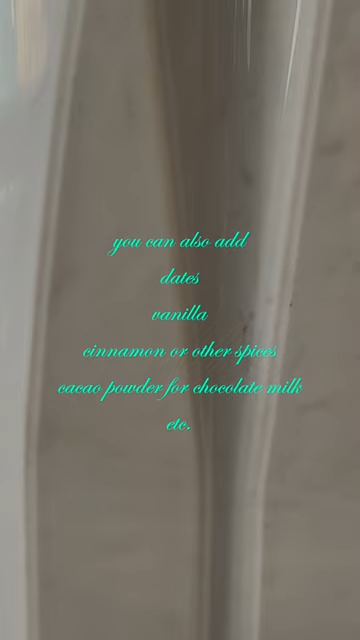 you can also add
dates
vanilla
cinnamon or other spices
cacao powder for chocolate milk
etc.